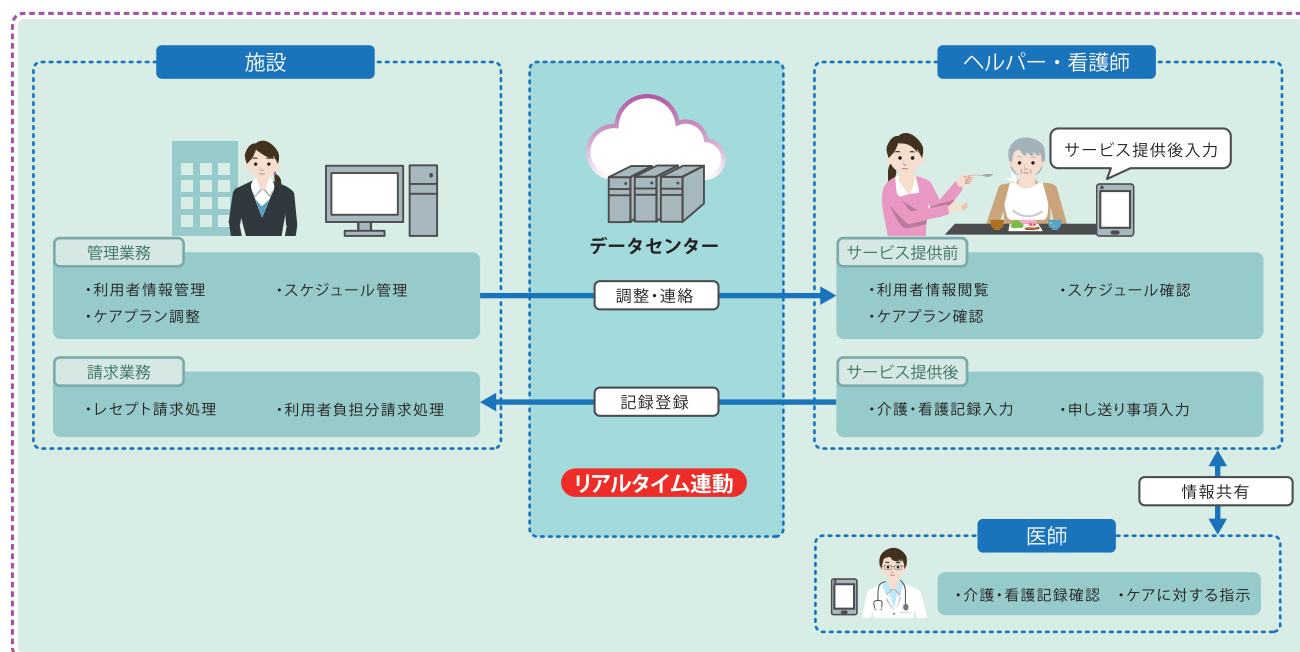 施設
管理業務
・利用者情報管理 ・スケジュール管理
・ケアプラン調整
請求業務
・レセプト請求処理 ・利用者負担分請求処理
データセンター
調整・連絡
記録登録
リアルタイム連動
ヘルパー・看護師
サービス提供後入力
サービス提供前
・利用者情報閲覧 ・スケジュール確認
・ケアプラン確認
サービス提供後
・介護・看護記録入力 ・申し送り事項入力
情報共有
医師
・介護・看護記録確認 ・ケアに対する指示